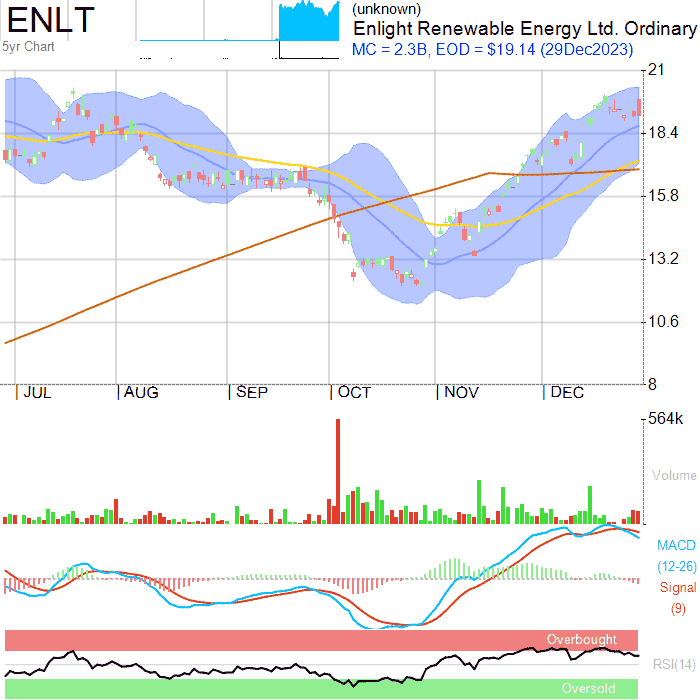 ENLT
5yr Chart
(unknown)
Enlight Renewable Energy Ltd. Ordinary
MC = 2.3B, EOD = $19.14 (29Dec2023)
21
18.4
15.8
13.2
10.6
8
JUL AUG SEP OCT NOV DEC
564k
Volume
MACD
(12-26)
Signal
(9)
Overbought
RSI(14)
Oversold